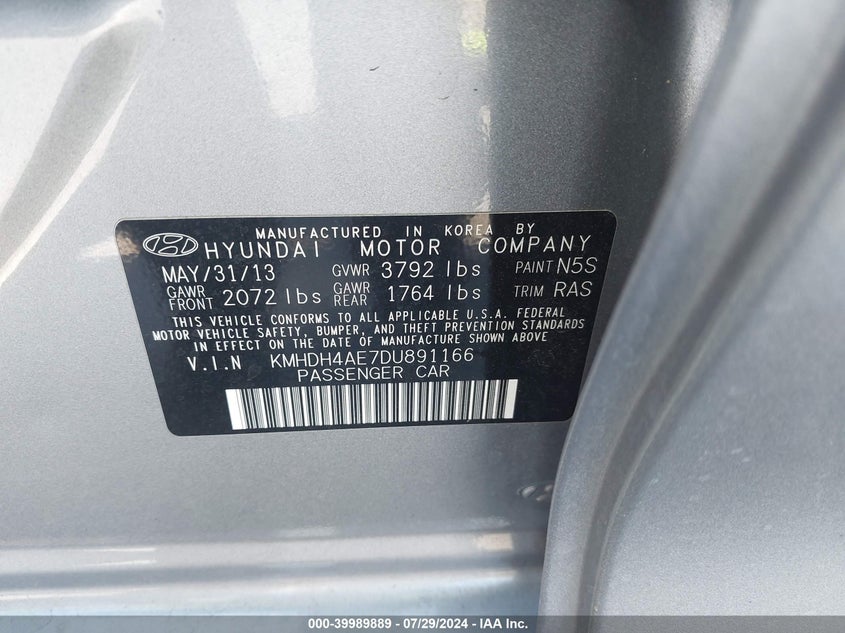 MANUFACTURED IN KOREA BY
HYUNDAI MOTOR COMPANY
MAY/31/13 GVWR 3792 lbs PAINT N5S
GAWR FRONT 2072 lbs GAWR REAR 1764 lbs TRIM RAS
THIS VEHICLE CONFORMS TO ALL APPLICABLE U.S.A. FEDERAL
MOTOR VEHICLE SAFETY, BUMPER, AND THEFT PREVENTION STANDARDS
IN EFFECT ON THE DATE OF MANUFACTURE SHOWN ABOVE
V.I.N KMHDH4AE7DU891166
PASSENGER CAR
000-39989889 - 07/29/2024 - IAA Inc.